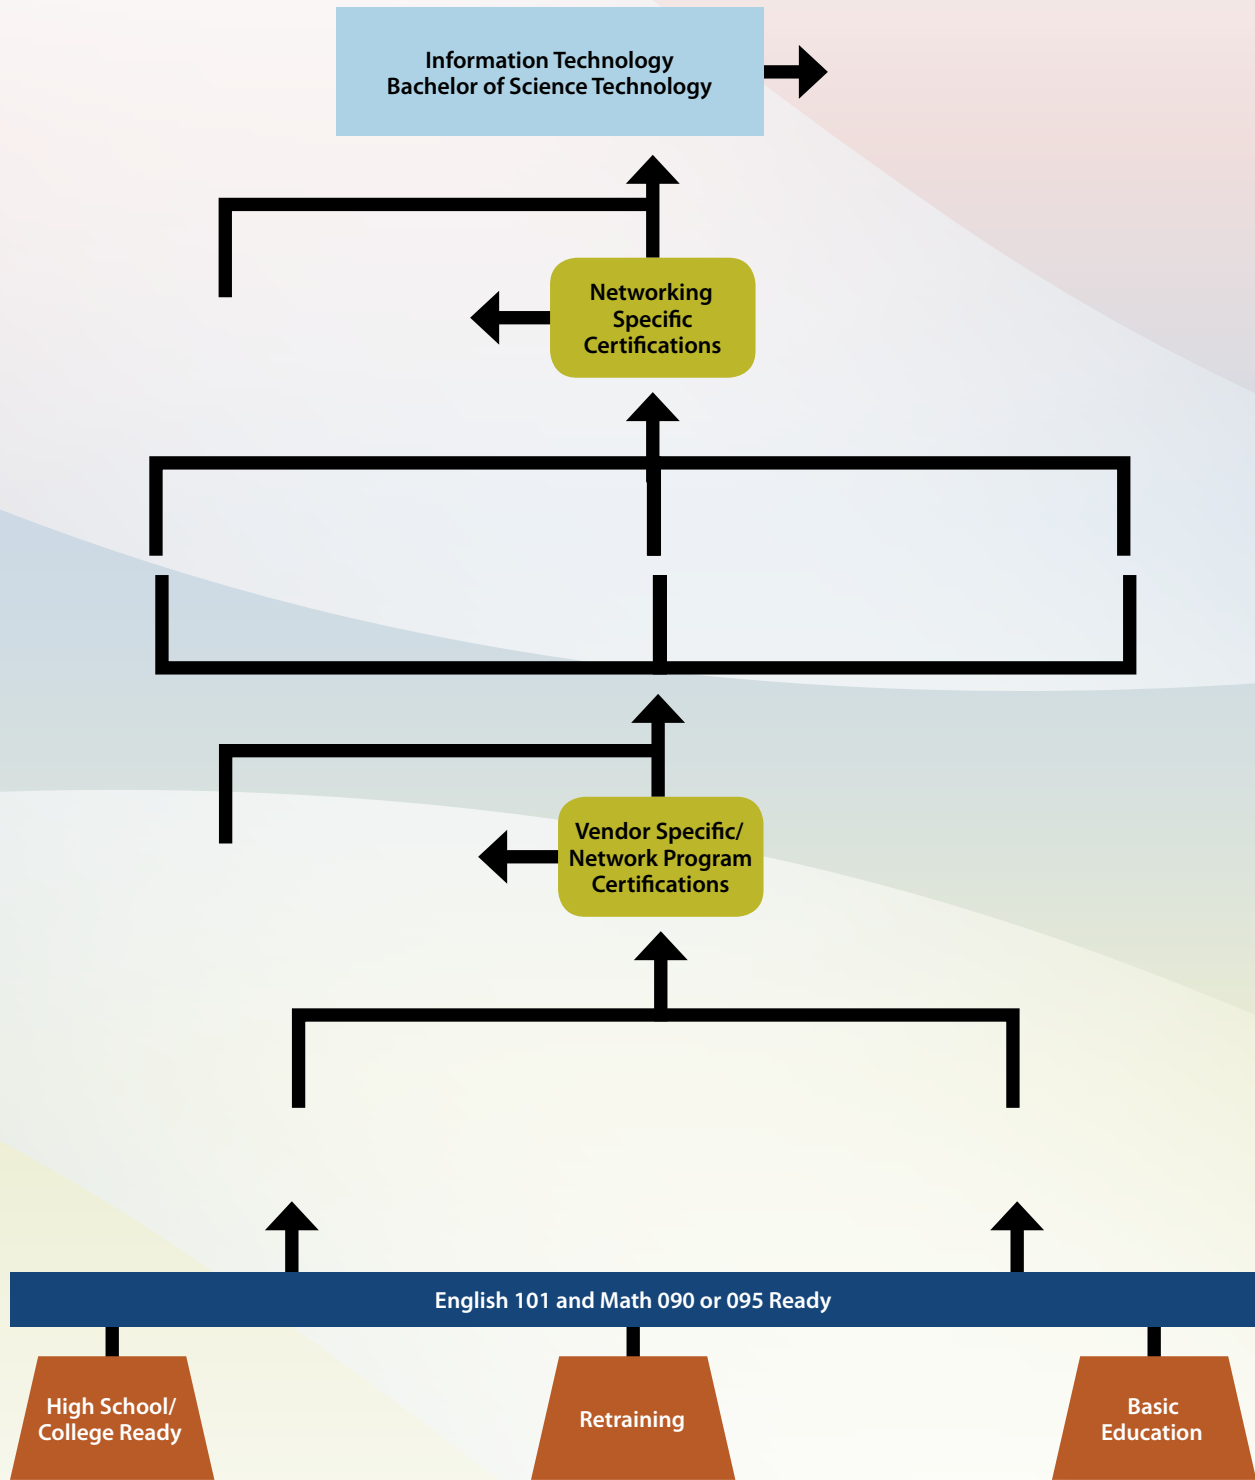 Information Technology
Bachelor of Science Technology
Networking
Specific
Certifications
Vendor Specific/
Network Program
Certifications
English 101 and Math 090 or 095 Ready
High School/
College Ready
Retraining
Basic
Education